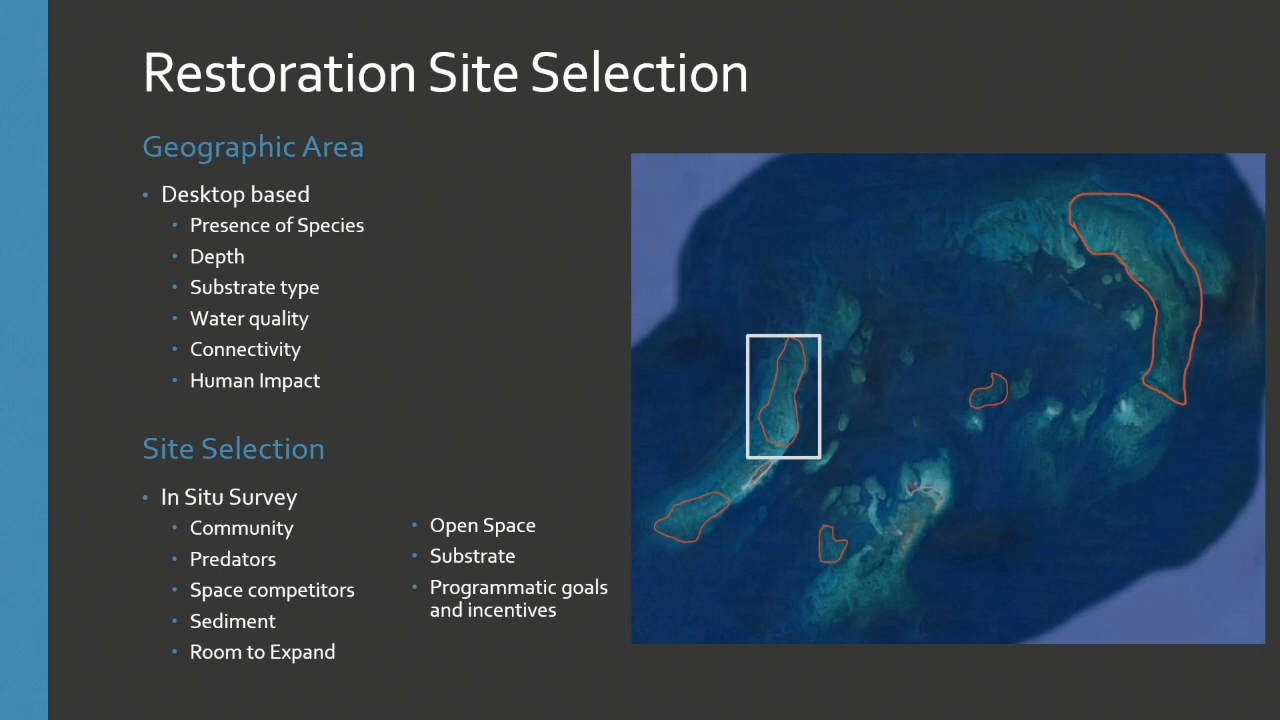 Restoration Site Selection
Geographic Area
• Desktop based
• Presence of Species
• Depth
• Substrate type
• Water quality
• Connectivity
• Human Impact
Site Selection
• In Situ Survey
• Community
• Predators
• Space competitors
• Sediment
• Room to Expand
• Open Space
• Substrate
• Programmatic goals
and incentives